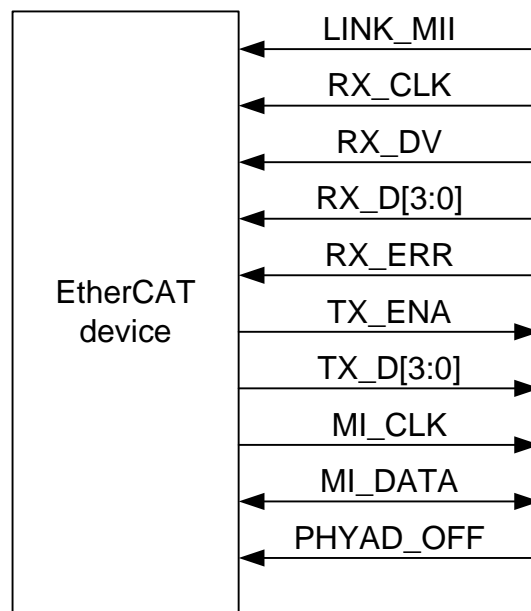 LINK_MII
RX_CLK
RX_DV
RX_D[3:0]
RX_ERR
EtherCAT
device
TX_ENA
TX_D[3:0]
MI_CLK
MI_DATA
PHYAD_OFF